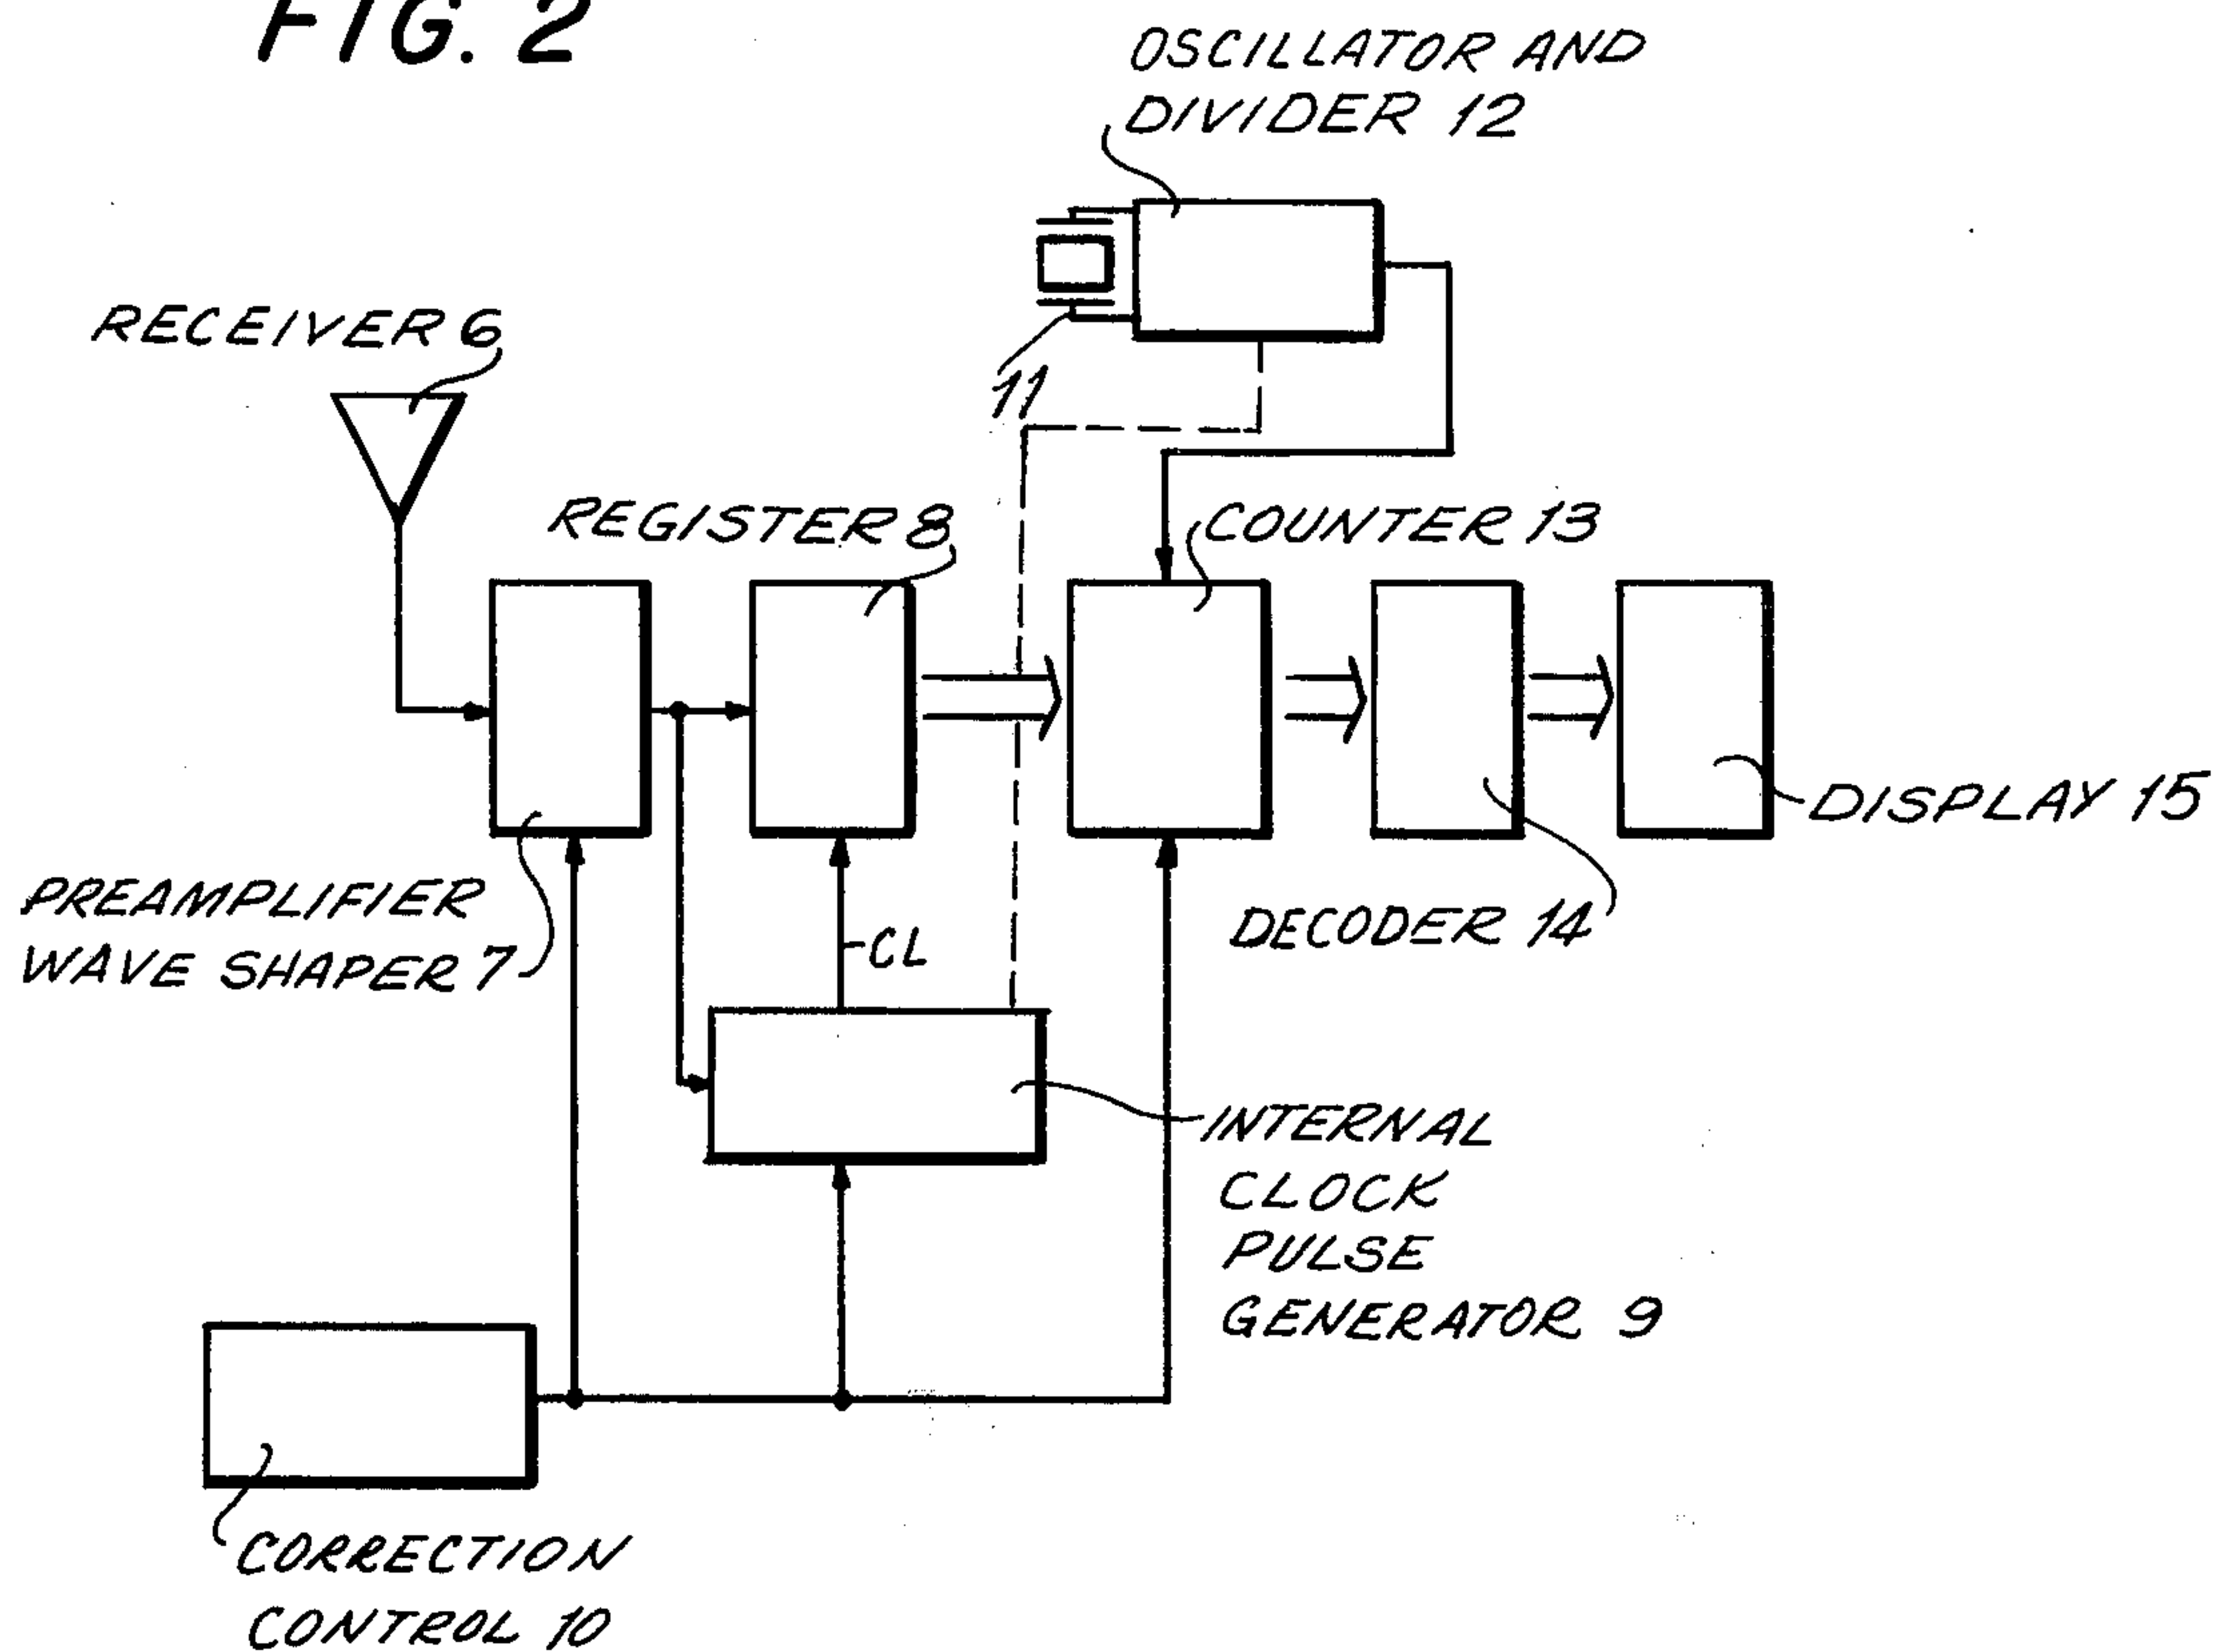 FIG. 2
OSCILLATOR AND
DIVIDER 12
RECEIVER 6
11
REGISTER 8
COUNTER 13
DISPLAY 15
PREAMPLIFIER
WAVE SHAPER 7
DECODER 14
CL
INTERNAL
CLOCK
PULSE
GENERATOR 9
CORRECTION
CONTROL 10